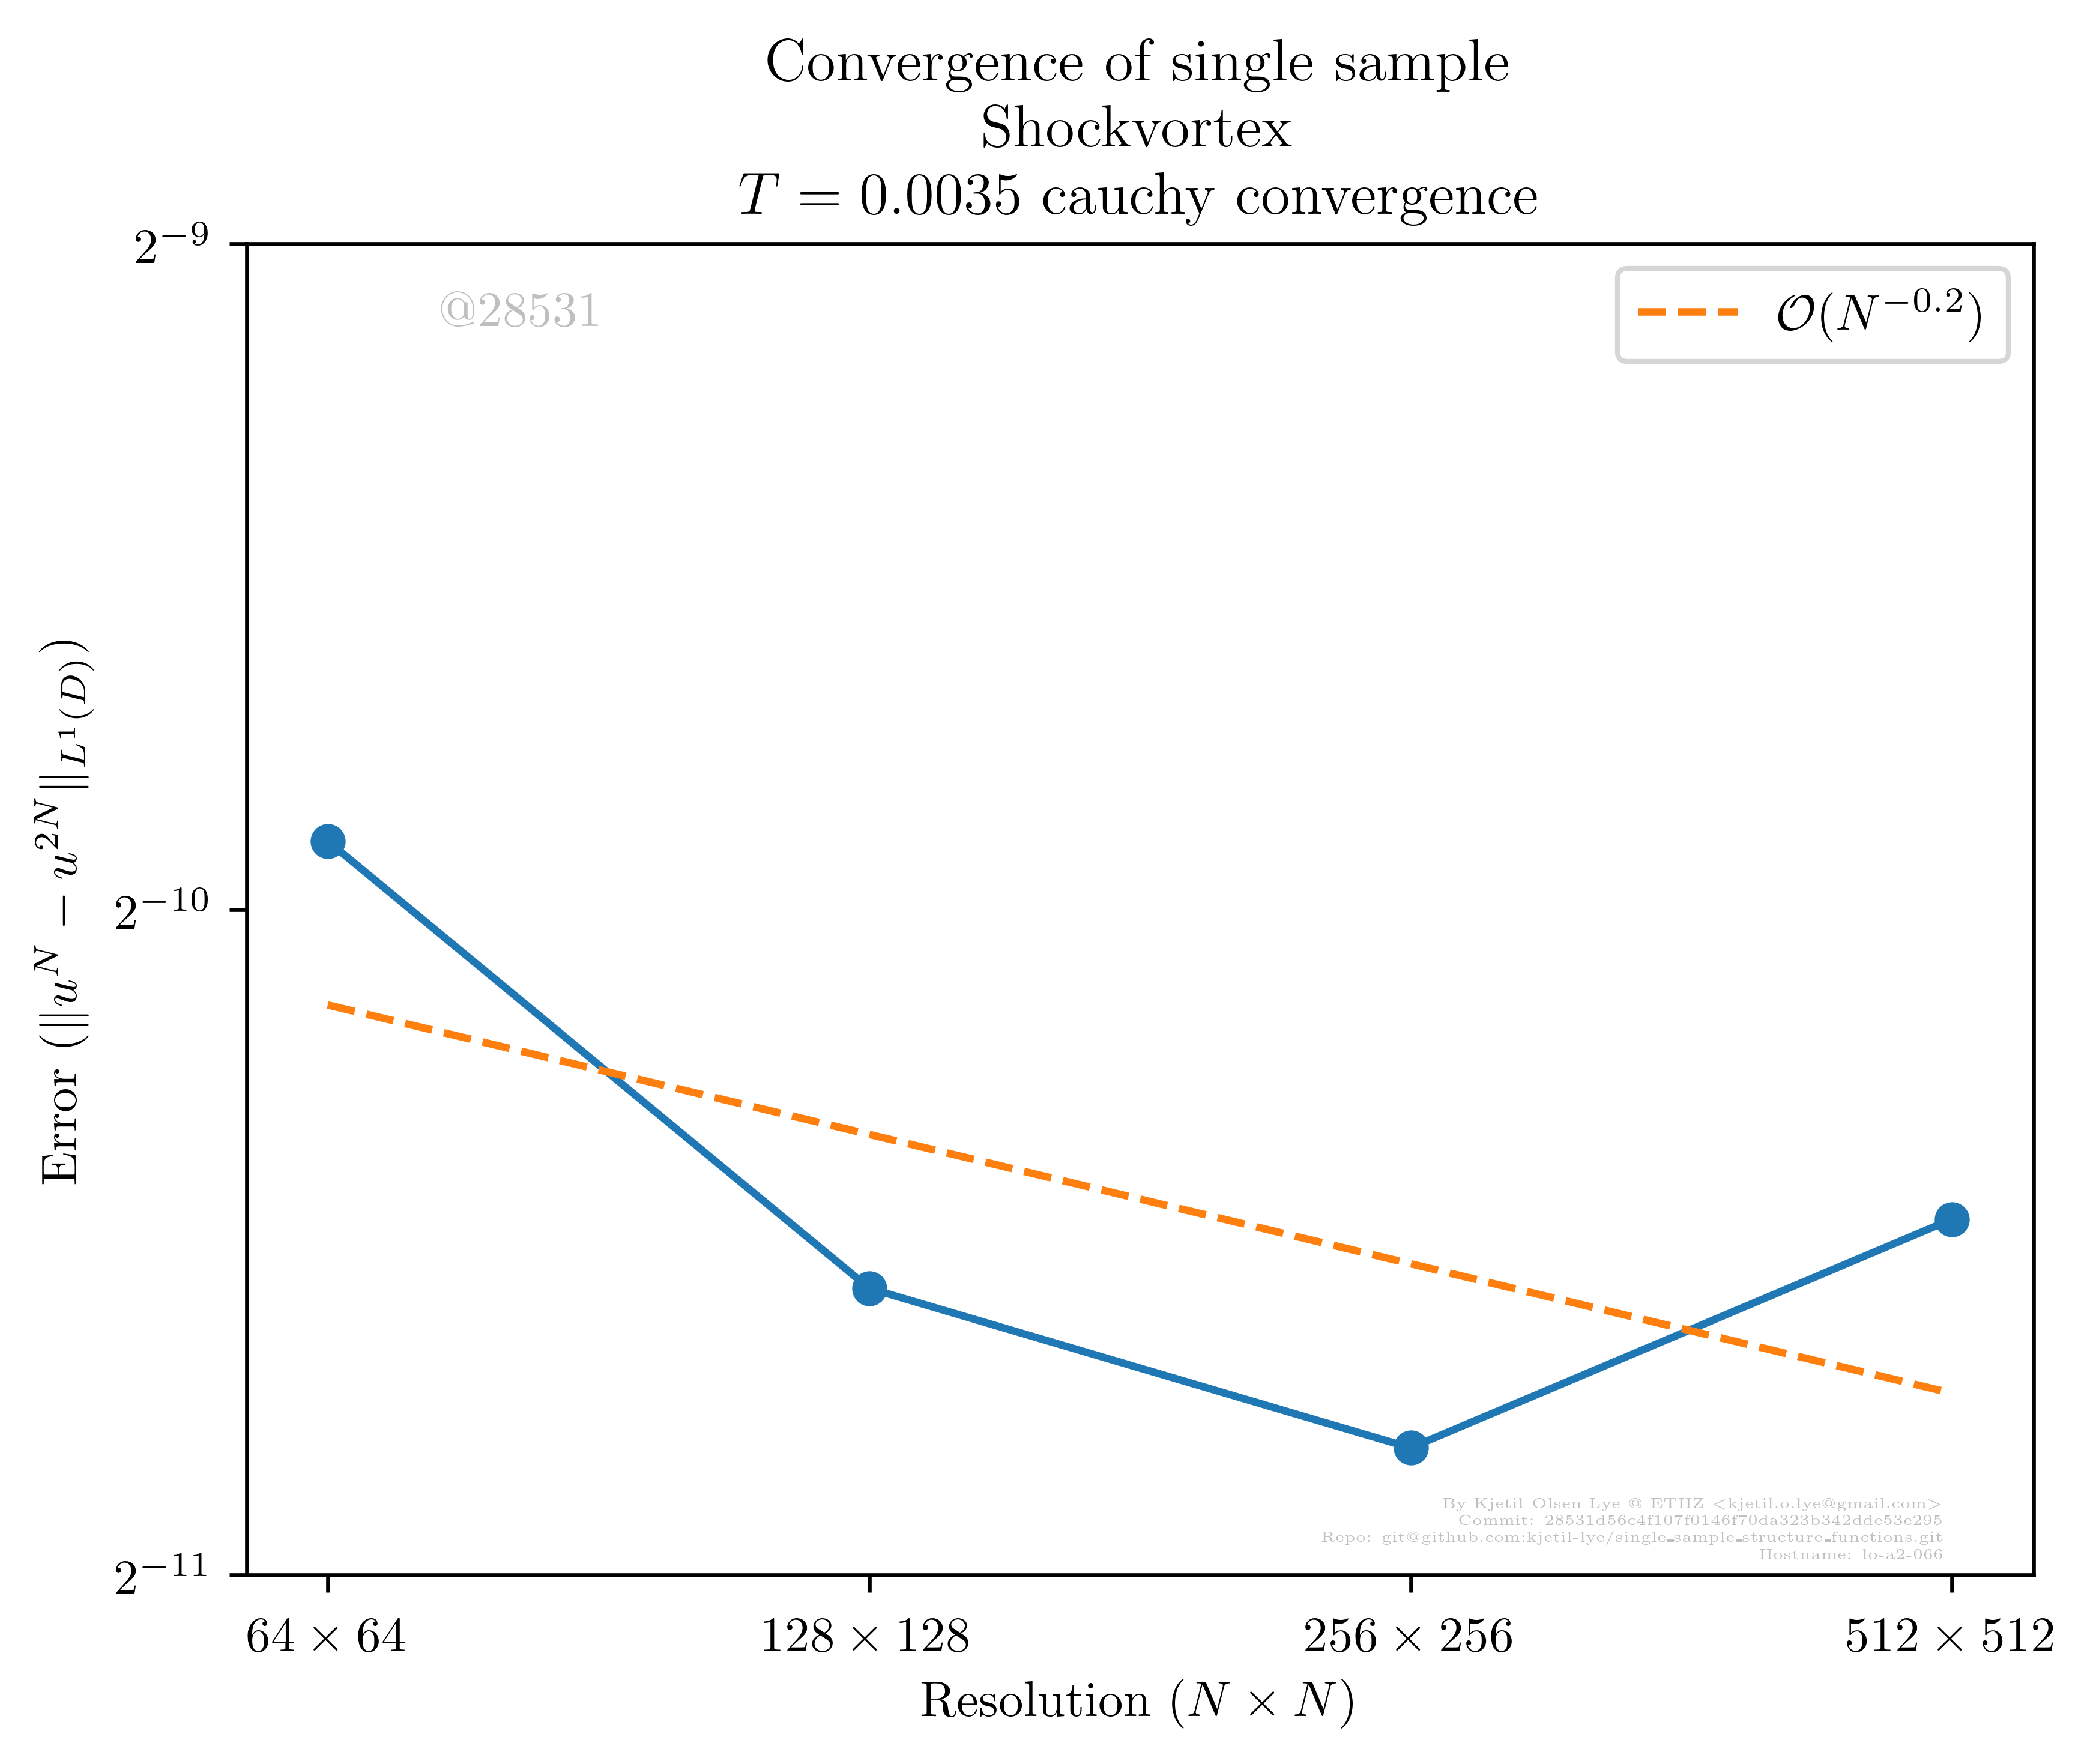 Convergence of single sample
Shockvortex
T = 0.0035 cauchy convergence
2^{-9}
@28531
O(N^{-0.2})
Error (||u^N − u^{2N}||_{L^1(D)})
2^{-10}
2^{-11}
By Kjetil Olsen Lye @ ETHZ <kjetil.o.lye@gmail.com>
Commit: 28531d56c4f107f0146f70da323b342dde53e295
Repo: git@github.com:kjetil-lye/single_sample_structure_functions.git
Hostname: lo-a2-066
64 × 64
128 × 128
256 × 256
512 × 512
Resolution (N × N)